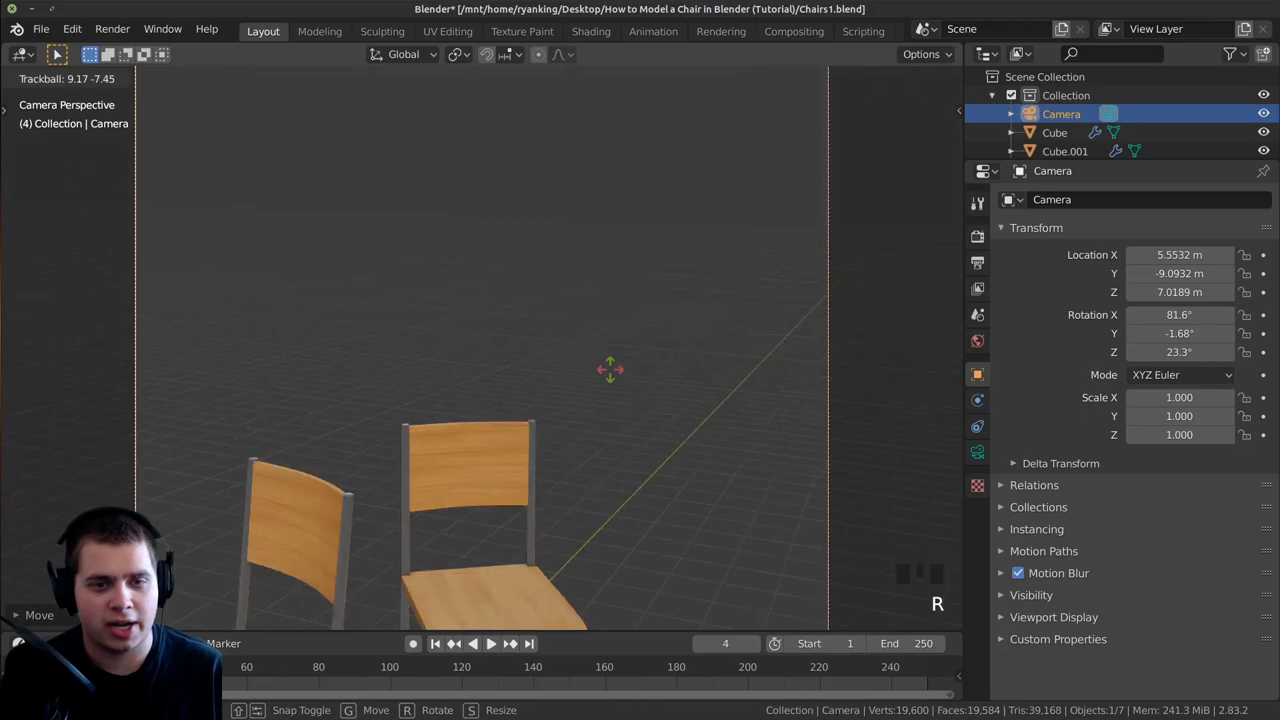 Blender* [/mnt/home/ryanking/Desktop/How to Model a Chair in Blender (Tutorial)/Chairs1.blend]
File Edit Render Window Help Layout Modeling Sculpting UV Editing Texture Paint Shading Animation Rendering Compositing Scripting Scene View Layer
Global Options
Trackball: 9.17 -7.45
Camera Perspective
(4) Collection | Camera
Scene Collection
Collection
Camera
Cube
Cube.001
Camera
Camera
Transform
Location X 5.5532 m
Y -9.0932 m
Z 7.0189 m
Rotation X 81.6°
Y -1.68°
Z 23.3°
Mode XYZ Euler
Scale X 1.000
Y 1.000
Z 1.000
Delta Transform
Relations
Collections
Instancing
Motion Paths
Motion Blur
Visibility
Viewport Display
Custom Properties
R
Move
Marker 4 Start 1 End 250
60 80 100 120 140 160 180 200 220 240
Snap Toggle G Move R Rotate S Resize Collection | Camera | Verts:19,600 | Faces:19,584 | Tris:39,168 | Objects:1/7 | Mem: 241.3 MiB | 2.83.2